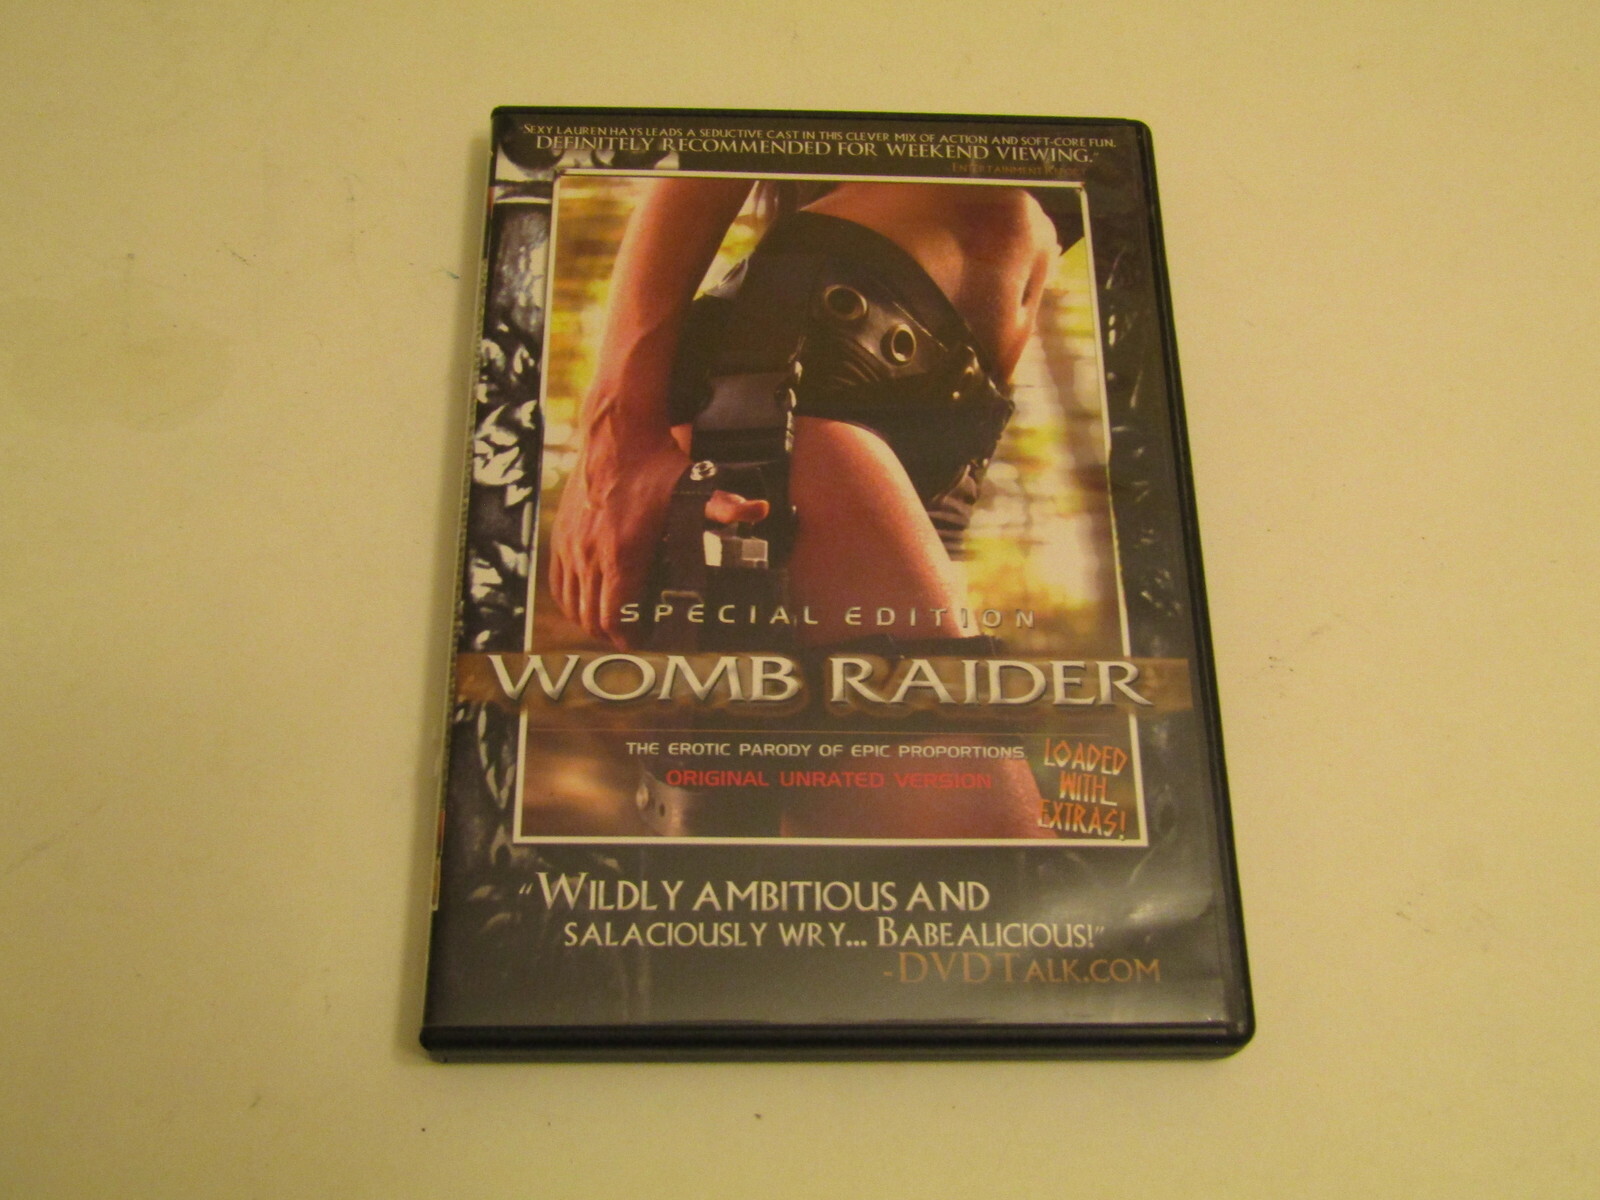 "SEXY LAUREN HAYS LEADS A SEDUCTIVE CAST IN THIS CLEVER MIX OF ACTION AND SOFT-CORE FUN.
DEFINITELY RECOMMENDED FOR WEEKEND VIEWING."
ENTERTAINMENT
SPECIAL EDITION
WOMB RAIDER
THE EROTIC PARODY OF EPIC PROPORTIONS
ORIGINAL UNRATED VERSION
LOADED
WITH
EXTRAS!
"WILDLY AMBITIOUS AND
SALACIOUSLY WRY... BABEALICIOUS!"
-DVDTALK.COM